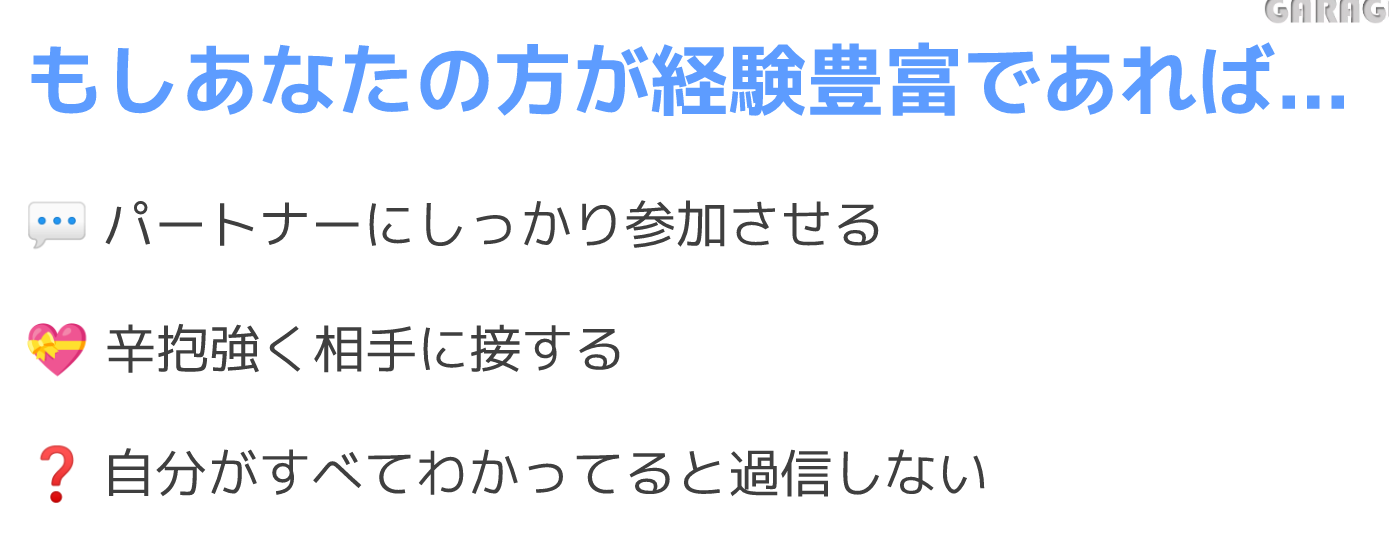 GARAG
もしあなたの方が経験豊富であれば...
💬 パートナーにしっかり参加させる
💝 辛抱強く相手に接する
❓ 自分がすべてわかってると過信しない